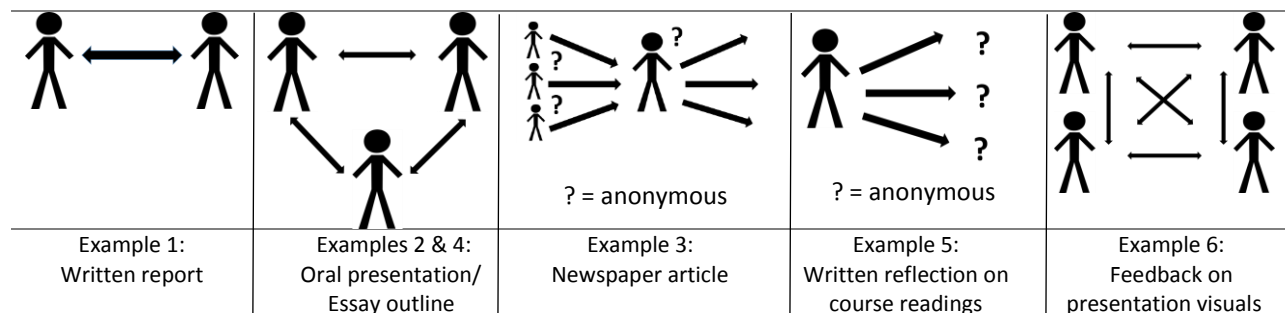 ?
?
?
? = anonymous
?
?
?
? = anonymous
Example 1:
Written report
Examples 2 & 4:
Oral presentation/
Essay outline
Example 3:
Newspaper article
Example 5:
Written reflection on
course readings
Example 6:
Feedback on
presentation visuals